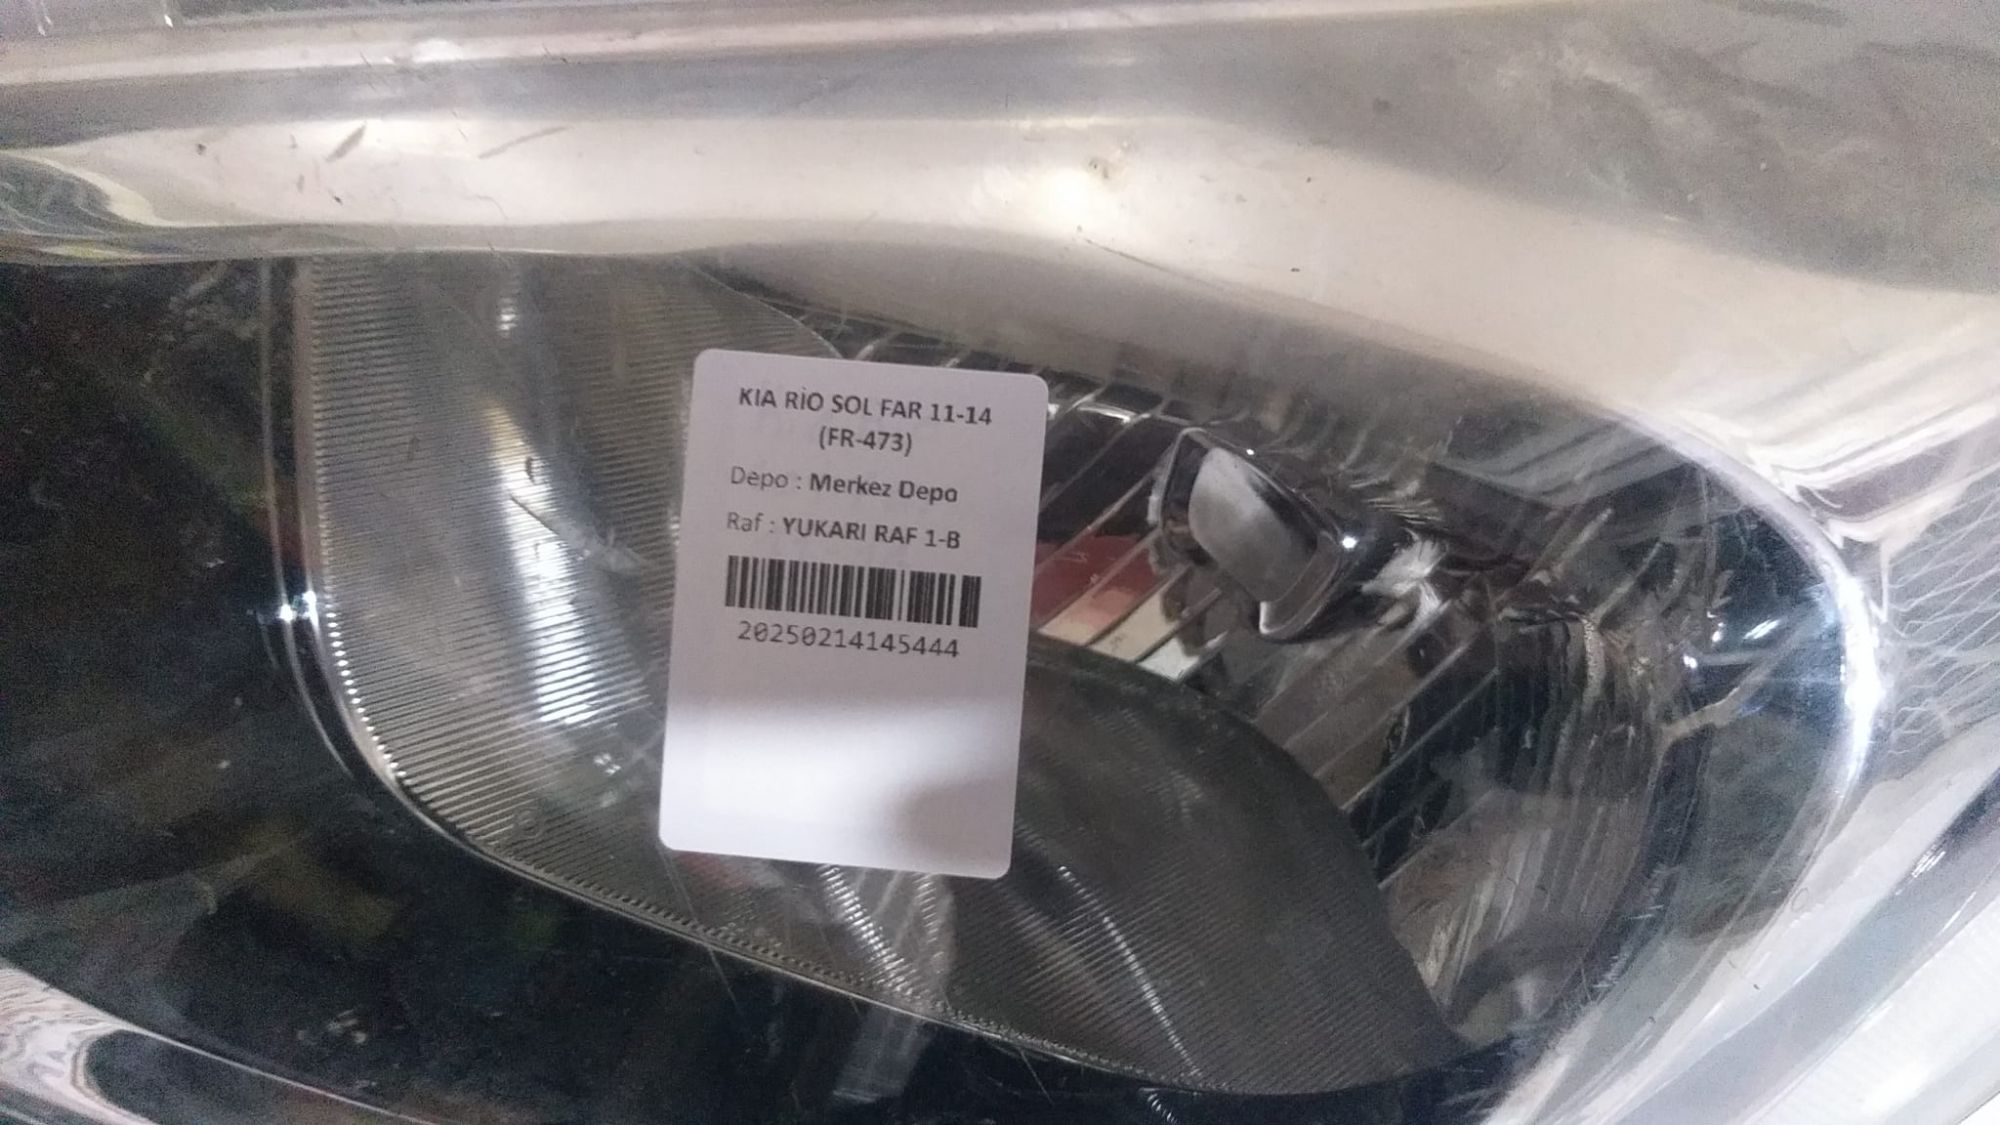 KIA RİO SOL FAR 11-14
(FR-473)
Depo : Merkez Depo
Raf : YUKARI RAF 1-B
20250214145444